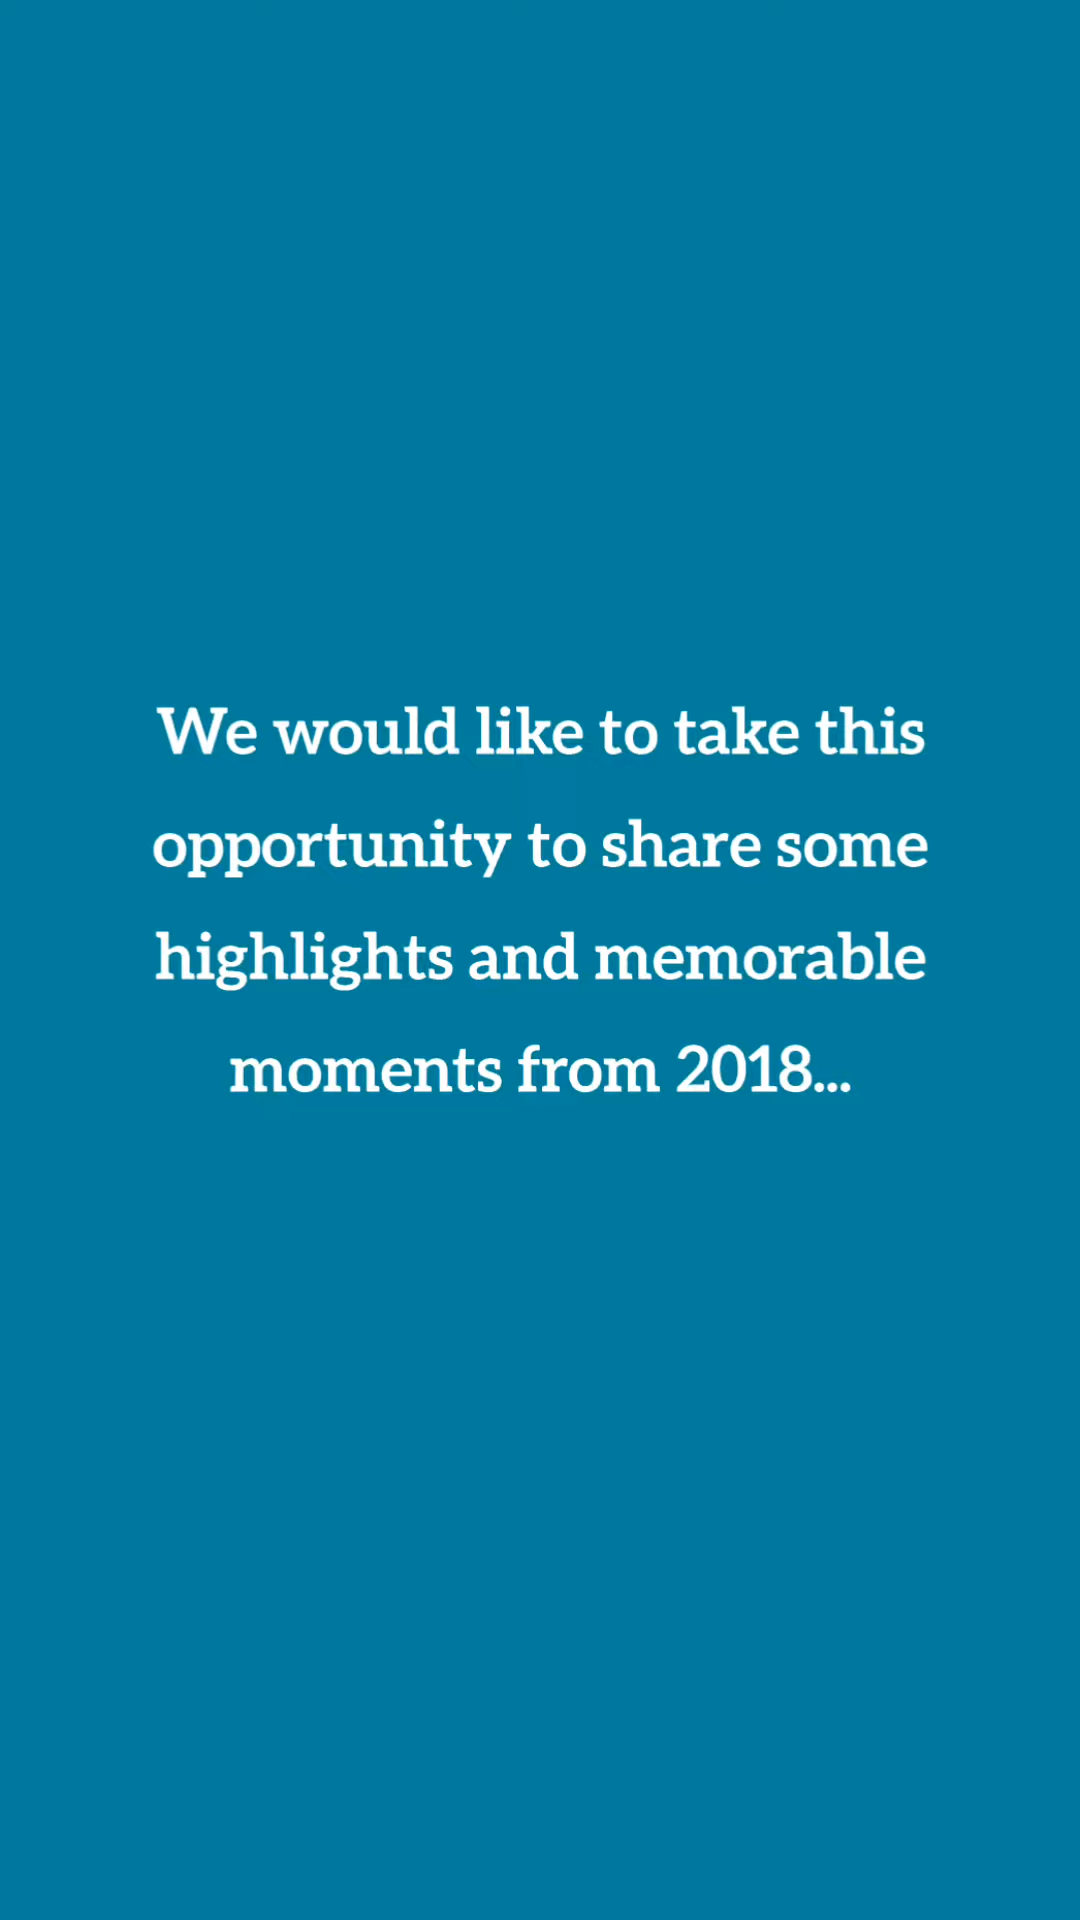 We would like to take this
opportunity to share some
highlights and memorable
moments from 2018...